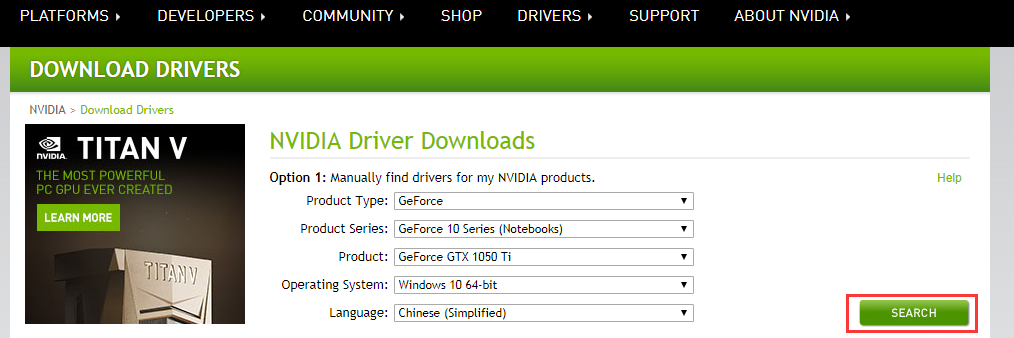 PLATFORMS DEVELOPERS COMMUNITY SHOP DRIVERS SUPPORT ABOUT NVIDIA
DOWNLOAD DRIVERS
NVIDIA > Download Drivers
NVIDIA.
TITAN V
THE MOST POWERFUL
PC GPU EVER CREATED
LEARN MORE
TITAN V
NVIDIA Driver Downloads
Option 1: Manually find drivers for my NVIDIA products.
Help
Product Type: GeForce
Product Series: GeForce 10 Series (Notebooks)
Product: GeForce GTX 1050 Ti
Operating System: Windows 10 64-bit
Language: Chinese (Simplified)
SEARCH